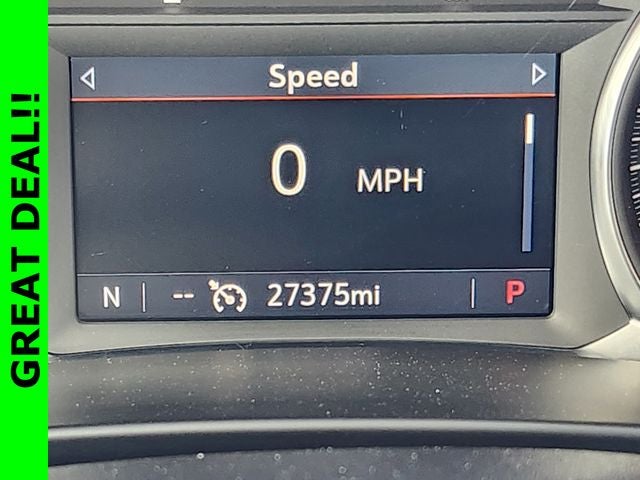 GREAT DEAL!!
Speed
0 MPH
N -- 27375mi P